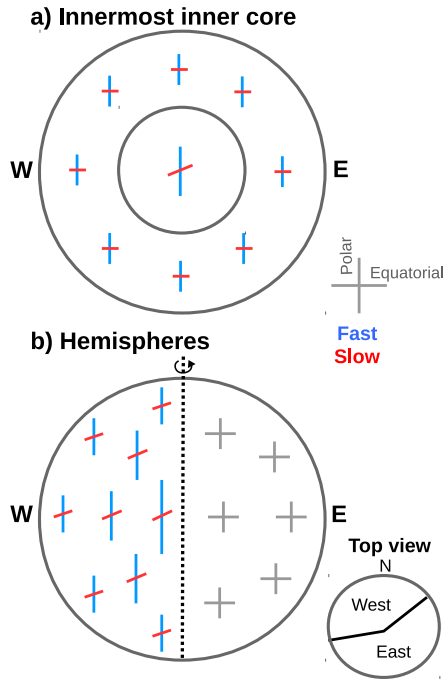 a) Innermost inner core
W
E
Polar
Equatorial
Fast
Slow
b) Hemispheres
W
E
Top view
N
West
East